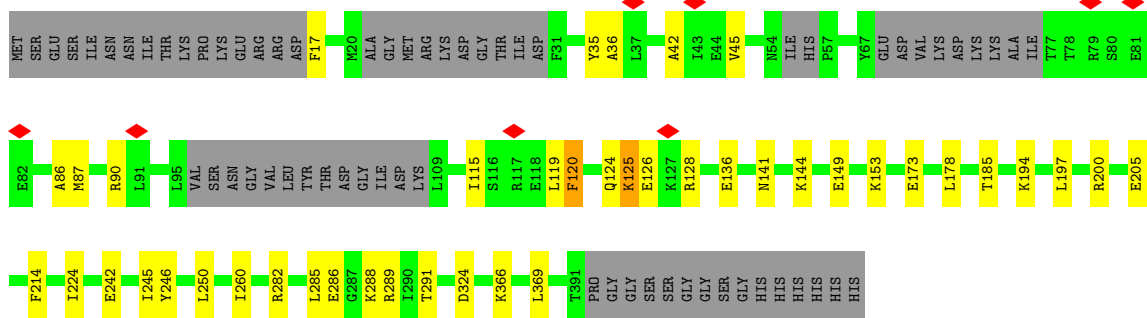 MET SER GLU SER ILE ASN ASN ILE THR LYS PRO LYS GLU ARG ARG ASP F17 M20 ALA GLY MET ARG LYS ASP GLY THR ILE ASP F31 Y35 A36 L37 A42 I43 E44 V45 N54 ILE HIS P57 Y67 GLU ASP VAL LYS ASP LYS LYS ALA ILE T77 T78 R79 S80 E81
E82 A86 M87 R90 L91 L95 VAL SER ASN GLY VAL LEU TYR THR ASP GLY ILE ASP LYS L109 I115 S116 R117 E118 L119 F120 Q124 K125 E126 K127 R128 E136 N141 K144 E149 K153 E173 L178 T185 K194 L197 R200 E205
F214 I224 E242 I245 Y246 L250 I260 R282 L285 E286 G287 K288 R289 I290 T291 D324 K366 L369 T391 PRO GLY GLY SER SER GLY GLY SER GLY HIS HIS HIS HIS HIS HIS